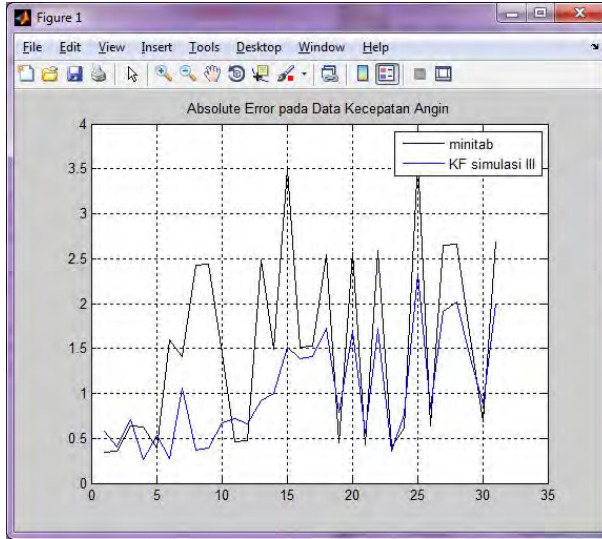 Figure 1
File Edit View Insert Tools Desktop Window Help
Absolute Error pada Data Kecepatan Angin
minitab
KF simulasi III
4
3.5
3
2.5
2
1.5
1
0.5
0
0 5 10 15 20 25 30 35